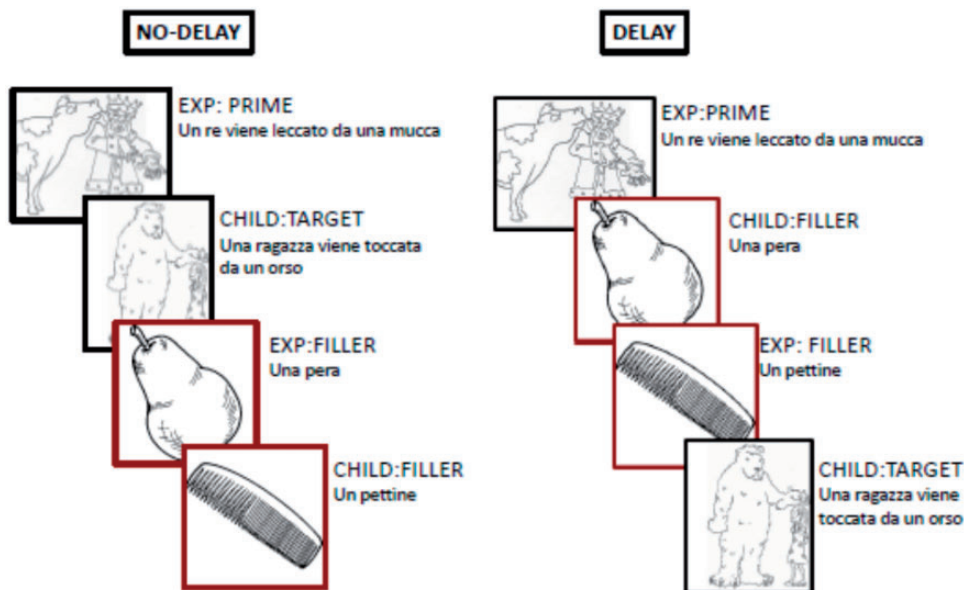 NO-DELAY
EXP: PRIME
Un re viene leccato da una mucca
CHILD:TARGET
Una ragazza viene toccata
da un orso
EXP:FILLER
Una pera
CHILD:FILLER
Un pettine
DELAY
EXP:PRIME
Un re viene leccato da una mucca
CHILD:FILLER
Una pera
EXP: FILLER
Un pettine
CHILD:TARGET
Una ragazza viene
toccata da un orso